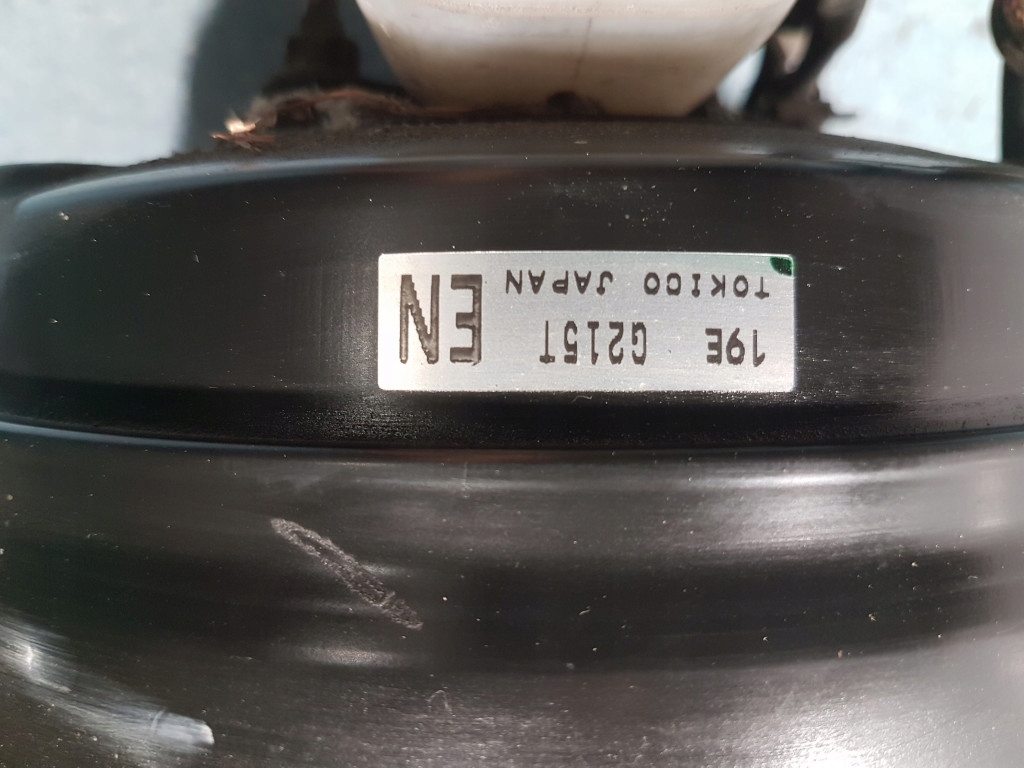 19E G215T EN
TOKICO JAPAN